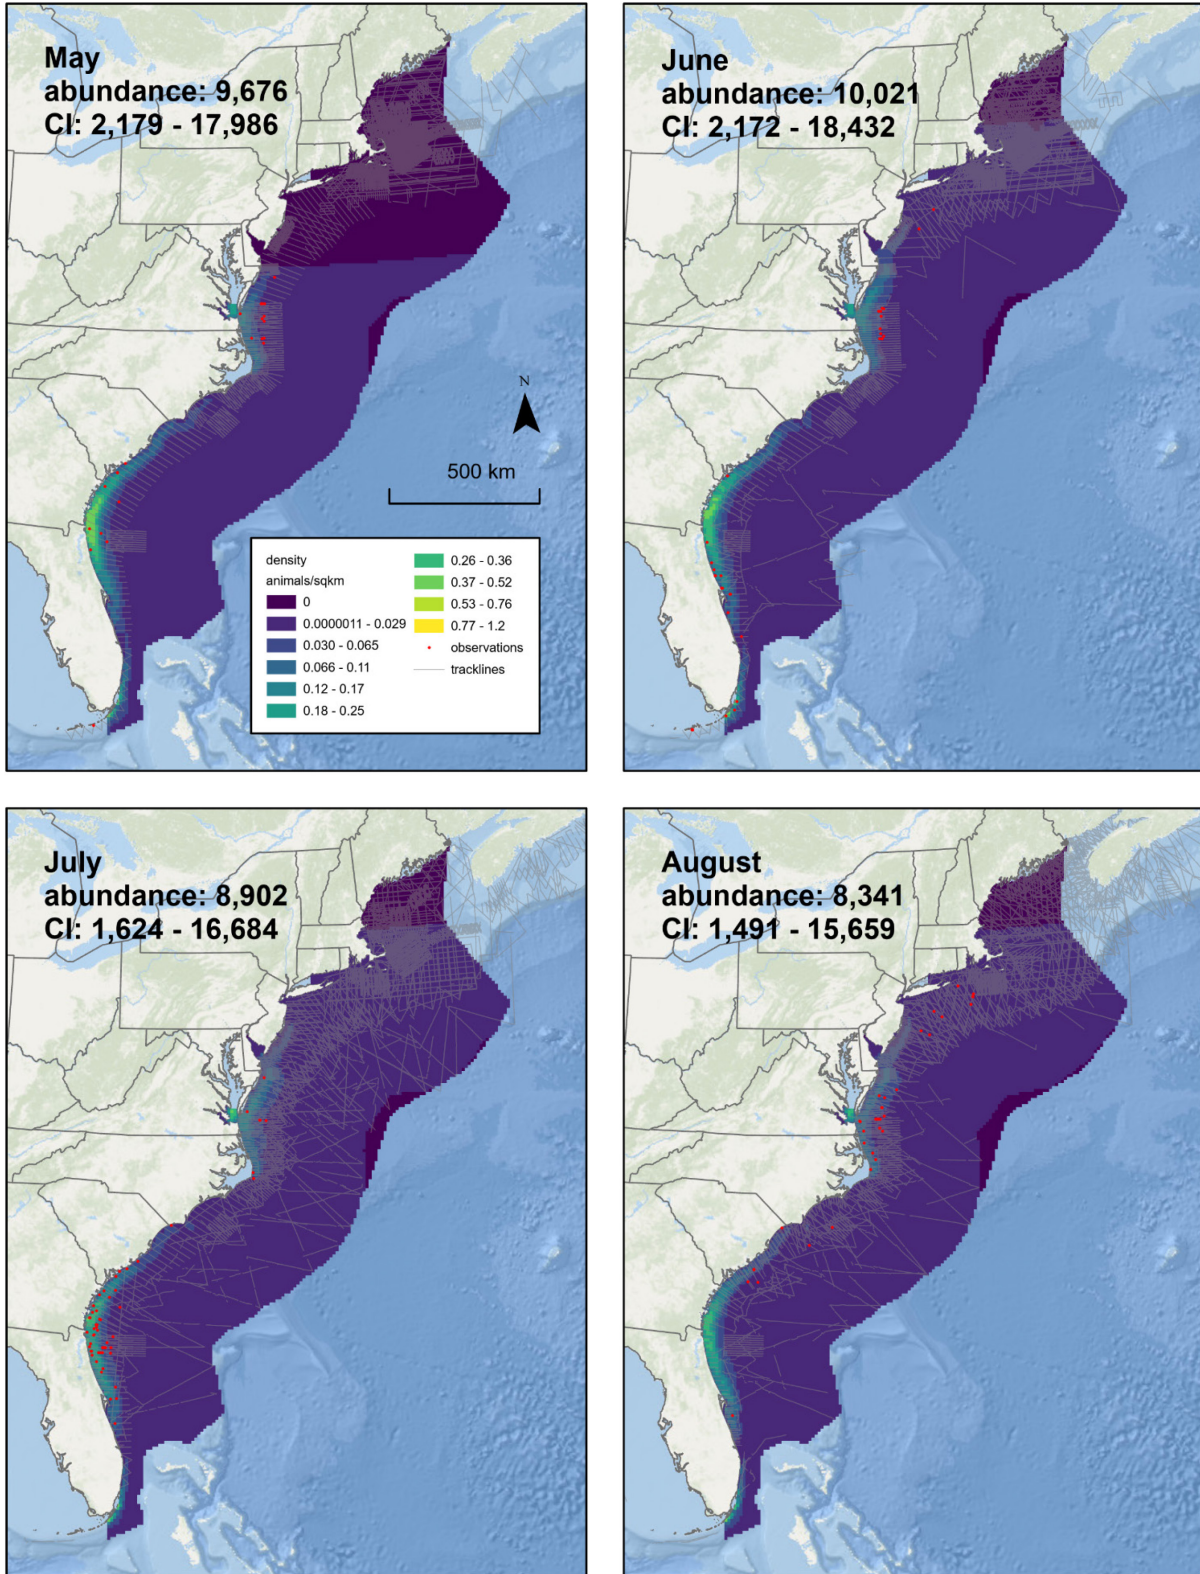 May
abundance: 9,676
CI: 2,179 - 17,986
N
500 km
density
animals/sqkm
0
0.0000011 - 0.029
0.030 - 0.065
0.066 - 0.11
0.12 - 0.17
0.18 - 0.25
0.26 - 0.36
0.37 - 0.52
0.53 - 0.76
0.77 - 1.2
observations
tracklines
June
abundance: 10,021
CI: 2,172 - 18,432
July
abundance: 8,902
CI: 1,624 - 16,684
August
abundance: 8,341
CI: 1,491 - 15,659